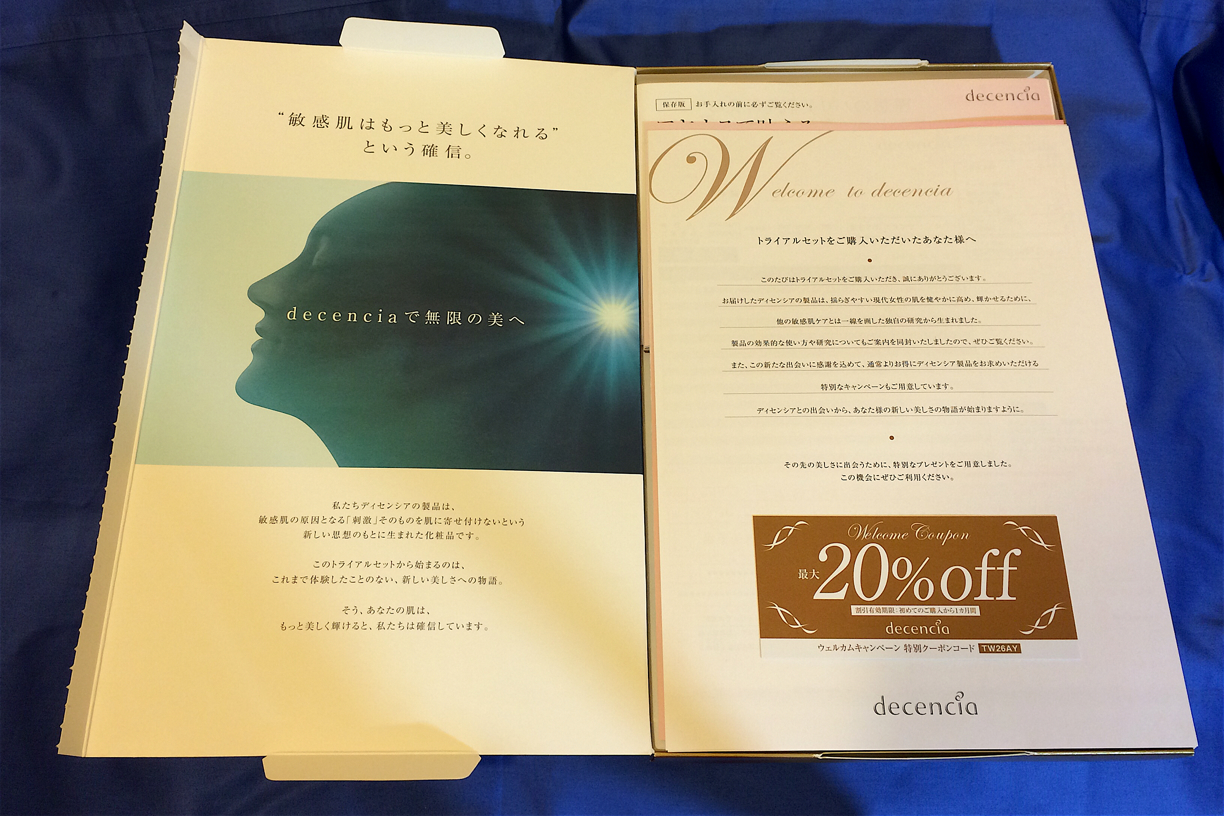 “敏感肌はもっと美しくなれる”
という確信。
decenciaで無限の美へ
私たちディセンシアの製品は、
敏感肌の原因となる「刺激」そのものを肌に寄せ付けないという
新しい思想のもとに生まれた化粧品です。
このトライアルセットから始まるのは、
これまで体験したことのない、新しい美しさへの物語。
そう、あなたの肌は、
もっと美しく輝けると、私たちは確信しています。
decencia
保存版 お手入れの前に必ずご覧ください。
Welcome to decencia
トライアルセットをご購入いただいたあなた様へ
このたびはトライアルセットをご購入いただき、誠にありがとうございます。
お届けしたディセンシアの製品は、揺らぎやすい現代女性の肌を健やかに高め、輝かせるために、
他の敏感肌ケアとは一線を画した独自の研究から生まれました。
製品の効果的な使い方や研究についてもご案内を同封いたしましたので、ぜひご覧ください。
また、この新たな出会いに感謝を込めて、通常よりお得にディセンシア製品をお求めいただける
特別なキャンペーンもご用意しています。
ディセンシアとの出会いから、あなた様の新しい美しさの物語が始まりますように。
その先の美しさに出会うために、特別なプレゼントをご用意しました。
この機会にぜひご利用ください。
Welcome Coupon
最大20%off
割引有効期限：初めてのご購入から1カ月間
decencia
ウェルカムキャンペーン 特別クーポンコード TW26AY
decencia